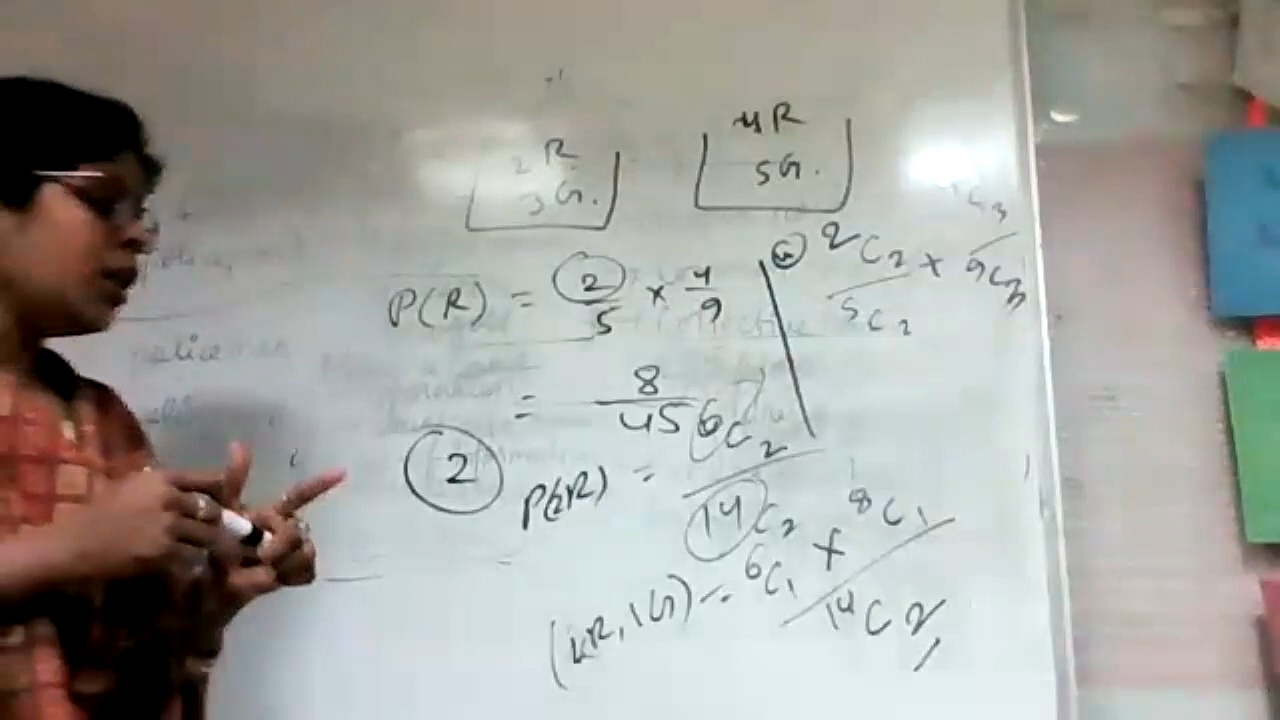 2R
3G.
4R
5G.
P(R) = 2/5 × 4/9
= 8/45
2C2/5C2 × C3/9C3
2
P(2R) = 6C2/14C2
(1R, 1G) = 6C1 × 8C1/14C2